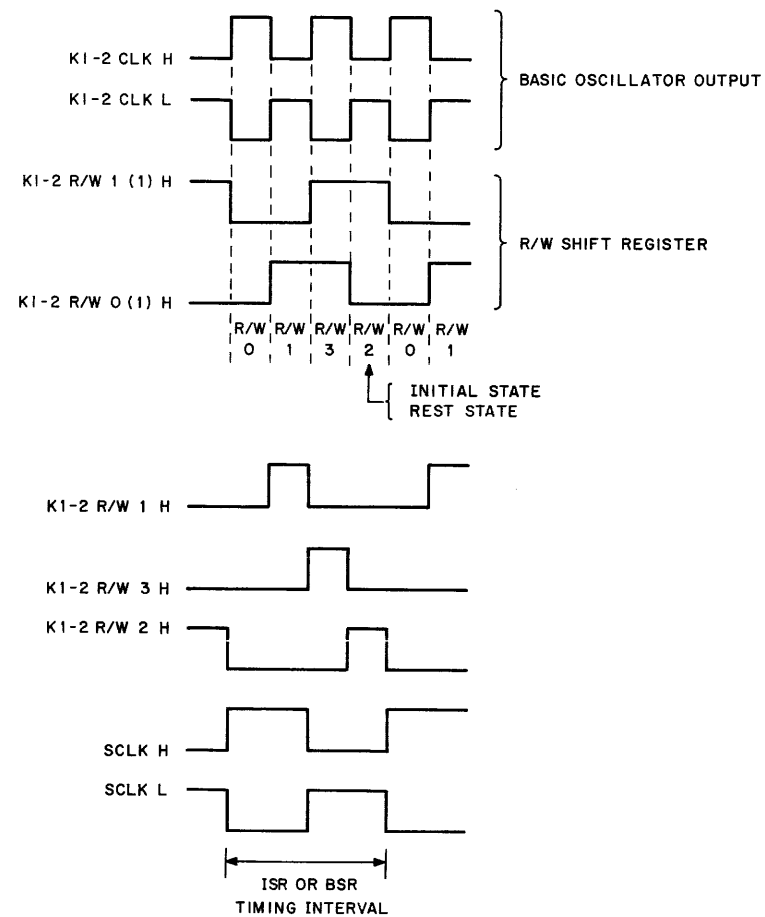 K1-2 CLK H
BASIC OSCILLATOR OUTPUT
K1-2 CLK L
K1-2 R/W 1 (1) H
R/W SHIFT REGISTER
K1-2 R/W 0 (1) H
R/W R/W R/W R/W R/W R/W
0 1 3 2 0 1
INITIAL STATE
REST STATE
K1-2 R/W 1 H
K1-2 R/W 3 H
K1-2 R/W 2 H
SCLK H
SCLK L
ISR OR BSR
TIMING INTERVAL